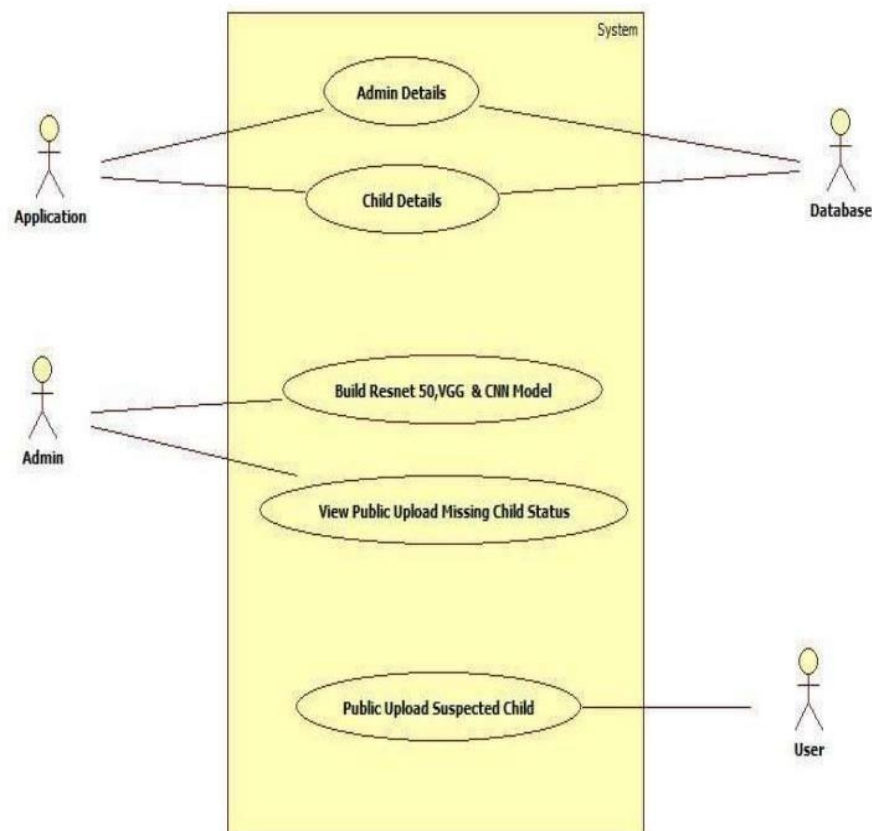 System
Admin Details
Application
Child Details
Database
Build Resnet 50,VGG & CNN Model
Admin
View Public Upload Missing Child Status
Public Upload Suspected Child
User